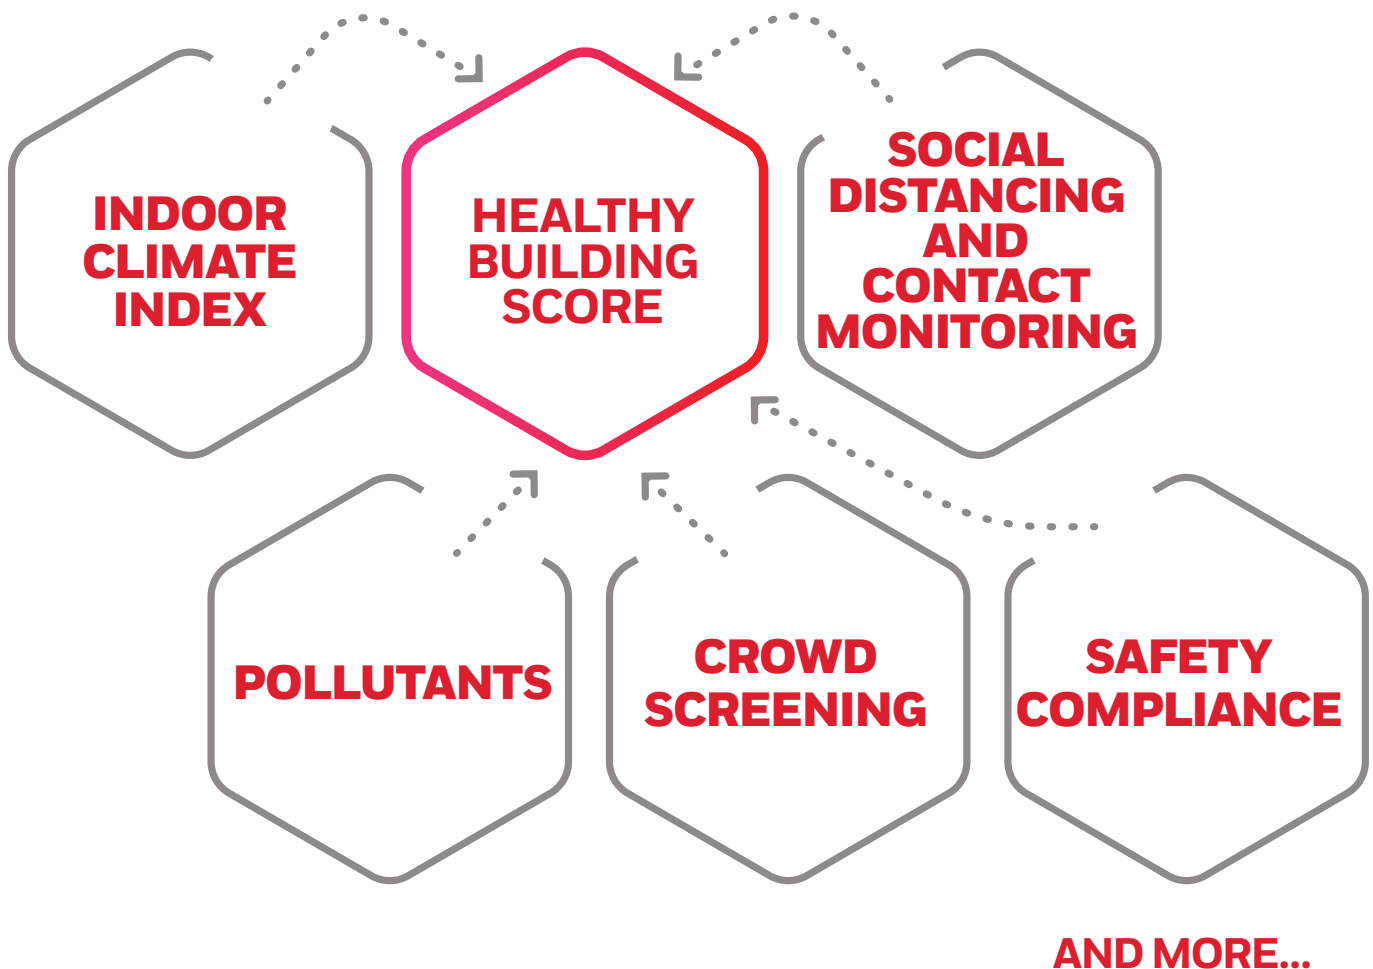 INDOOR
CLIMATE
INDEX
HEALTHY
BUILDING
SCORE
SOCIAL
DISTANCING
AND
CONTACT
MONITORING
POLLUTANTS
CROWD
SCREENING
SAFETY
COMPLIANCE
AND MORE...